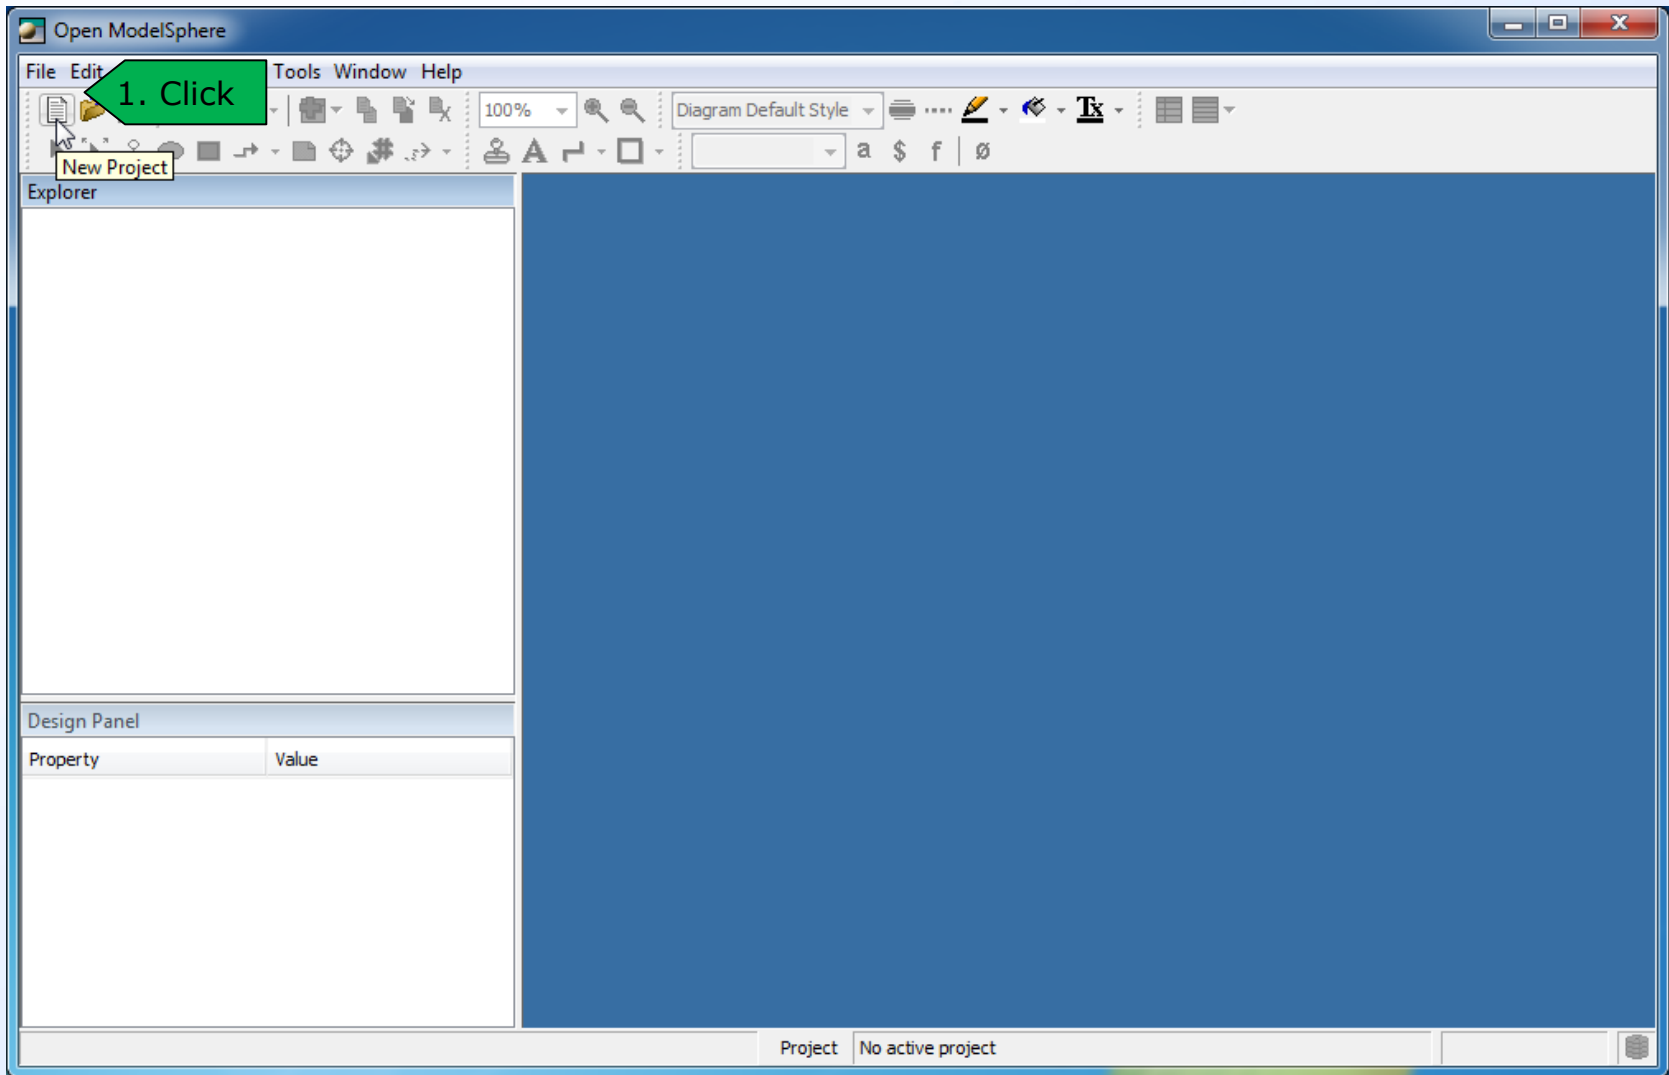 Open ModelSphere
File Edit Tools Window Help
1. Click
100% Diagram Default Style Tx
A a $ f ø
New Project
Explorer
Design Panel
Property Value
Project No active project